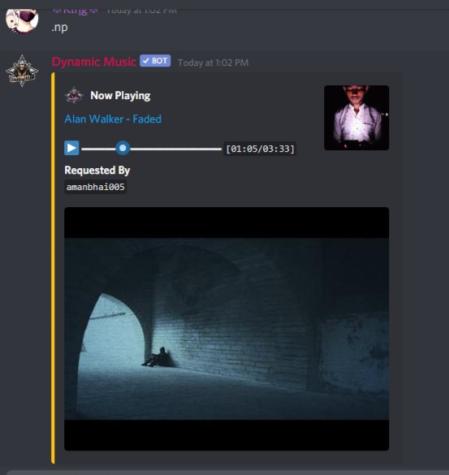 Today at 1:02 PM
.np
Dynamic Music ✔ BOT Today at 1:02 PM
Now Playing
Alan Walker - Faded
[01:05/03:33]
Requested By
amanbhai005